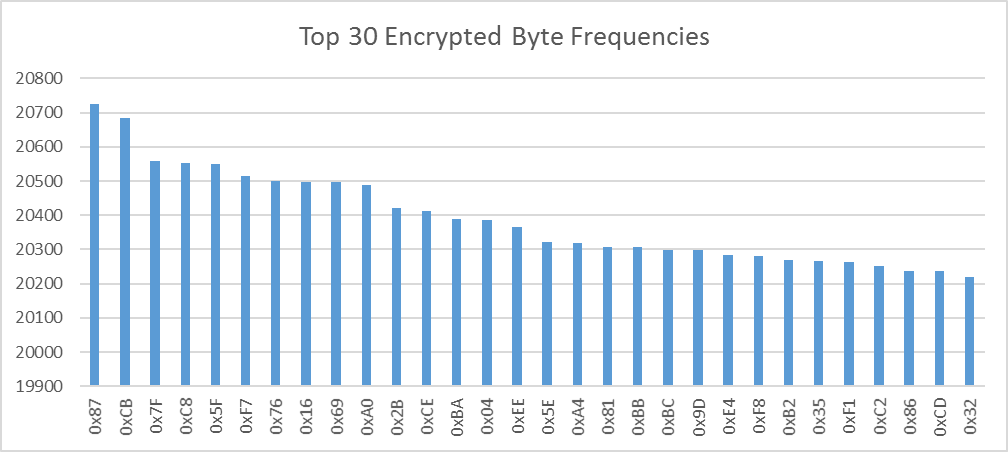 Top 30 Encrypted Byte Frequencies
20800
20700
20600
20500
20400
20300
20200
20100
20000
19900
0x87
0xCB
0x7F
0xC8
0x5F
0xF7
0x76
0x16
0x69
0xA0
0x2B
0xCE
0xBA
0x04
0xEE
0x5E
0xA4
0x81
0xBB
0xBC
0x9D
0xE4
0xF8
0xB2
0x35
0xF1
0xC2
0x86
0xCD
0x32